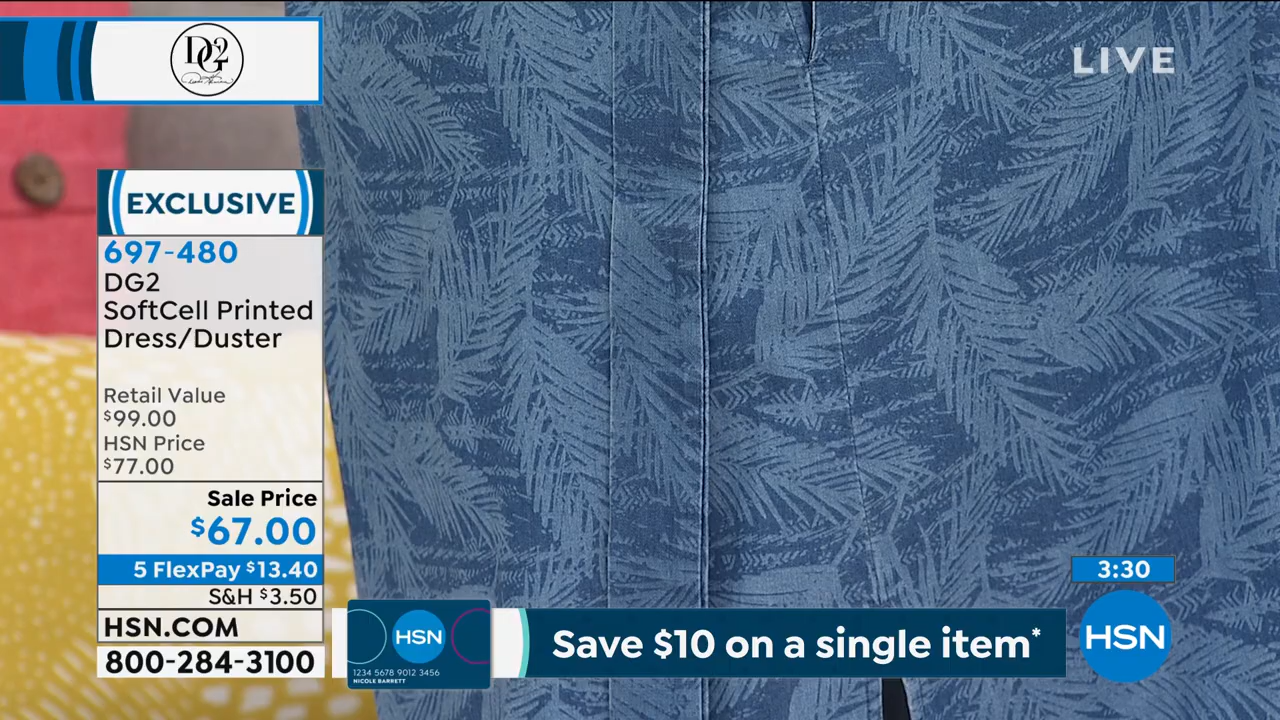 DG2
LIVE
EXCLUSIVE
697-480
DG2
SoftCell Printed
Dress/Duster
Retail Value
$99.00
HSN Price
$77.00
Sale Price
$67.00
5 FlexPay $13.40
S&H $3.50
HSN.COM
800-284-3100
HSN
1234 5678 9012 3456
NICOLE BARRETT
Save $10 on a single item*
3:30
HSN